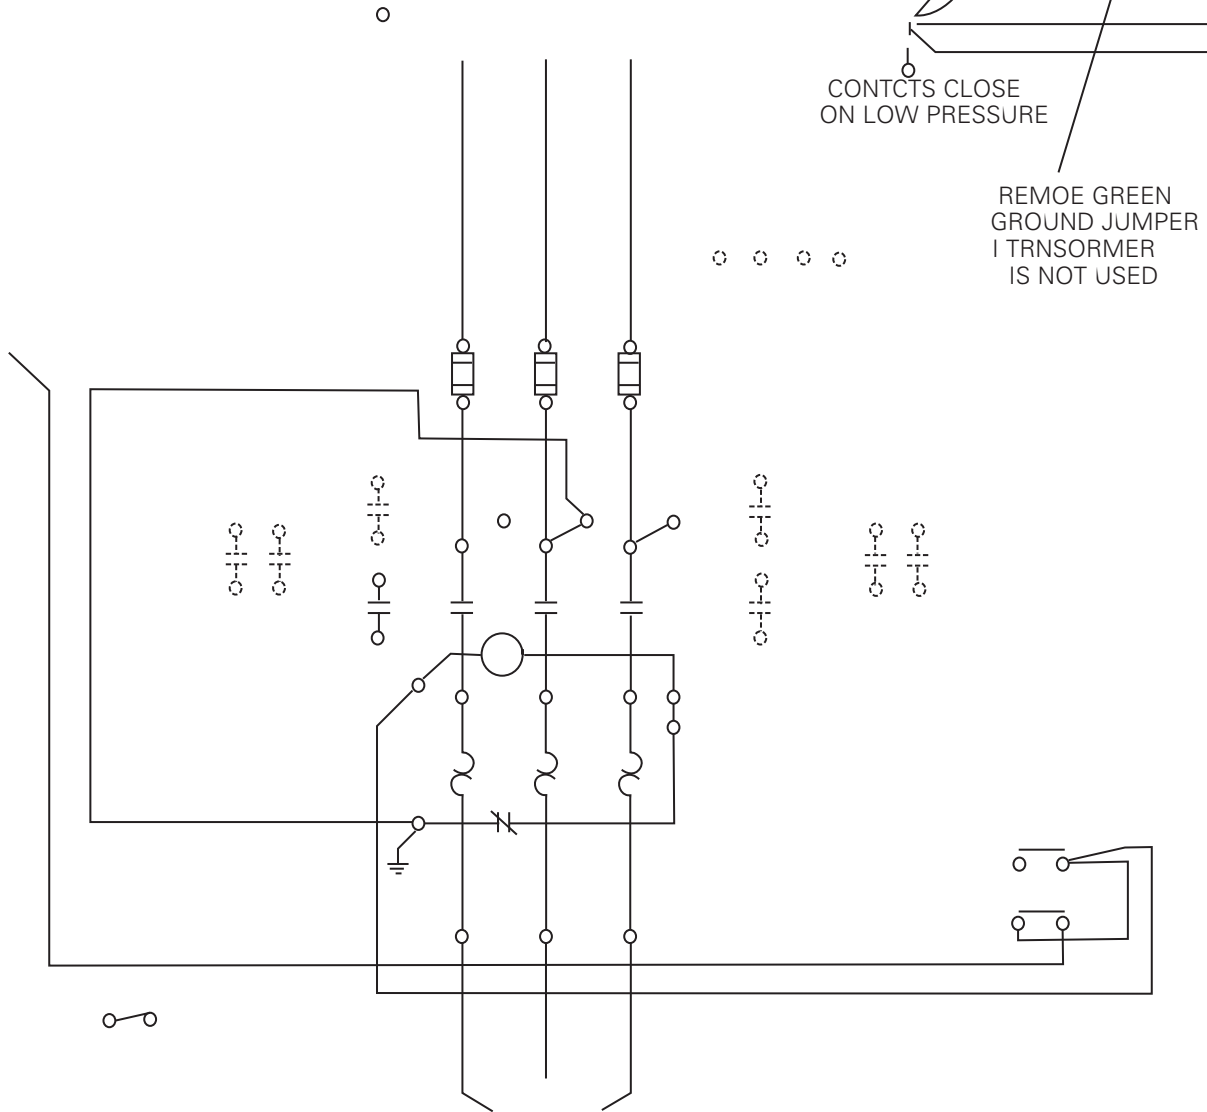 CONTCTS CLOSE
ON LOW PRESSURE
REMOE GREEN
GROUND JUMPER
I TRNSORMER
IS NOT USED